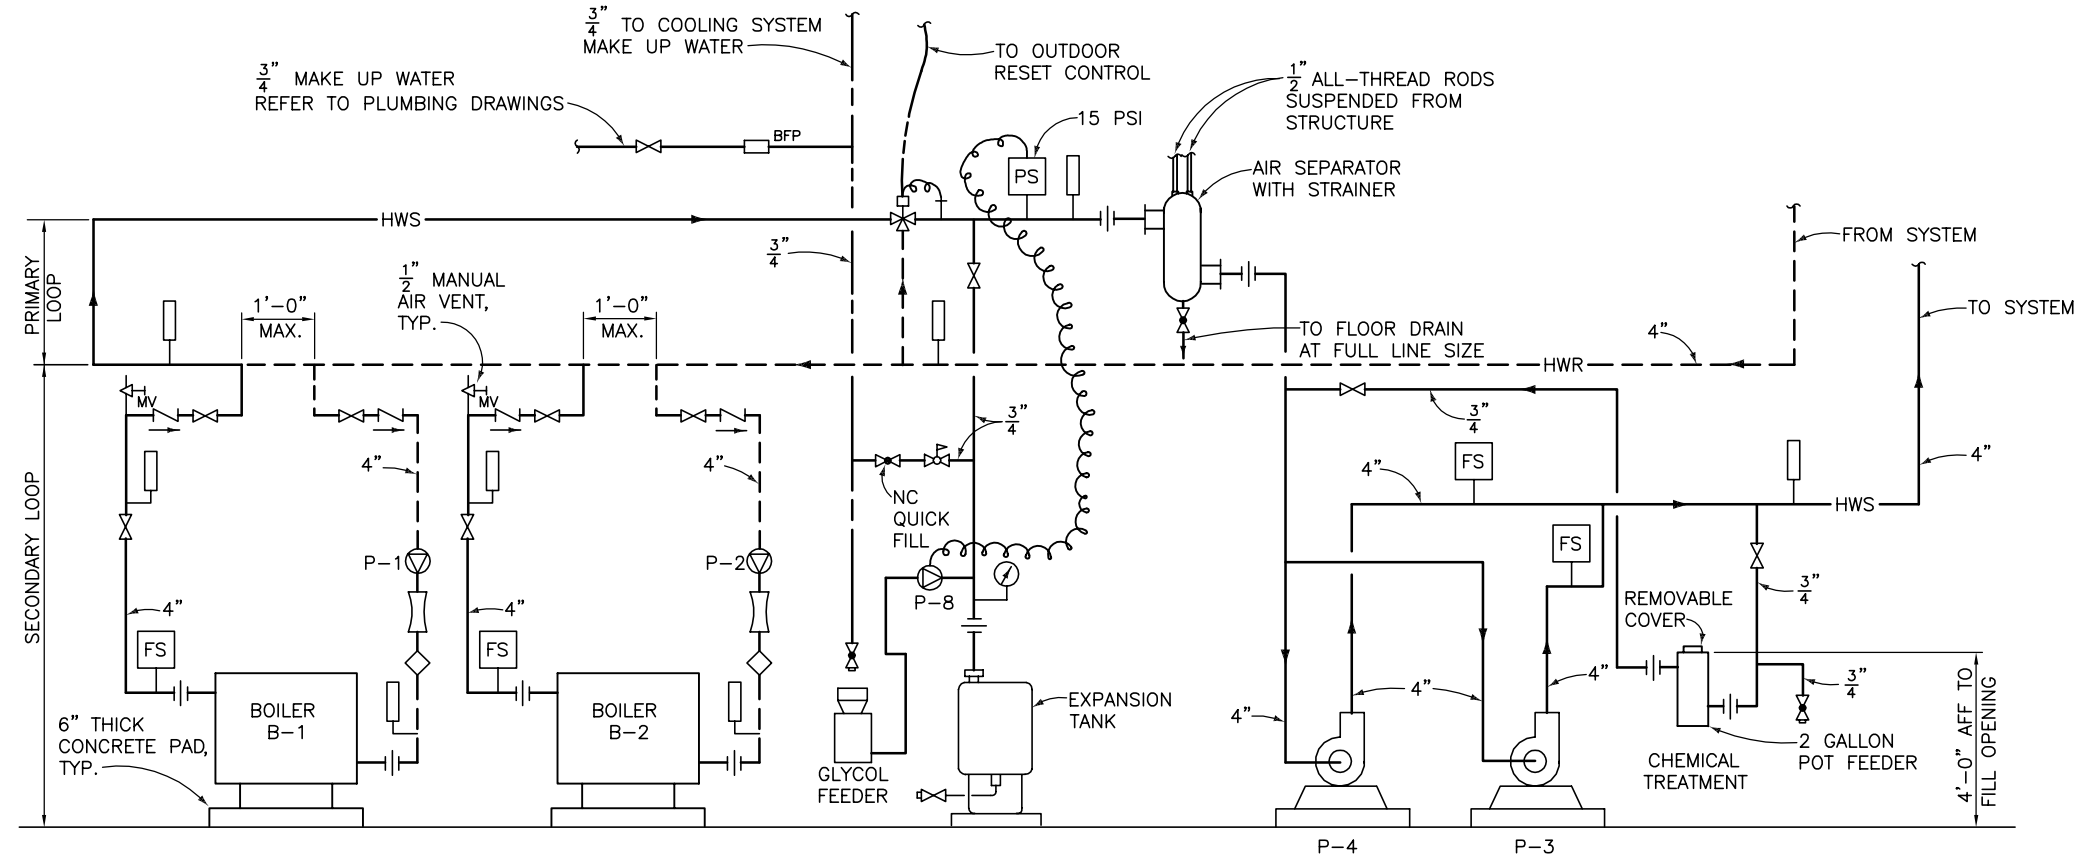 3/4" TO COOLING SYSTEM
MAKE UP WATER
3/4" MAKE UP WATER
REFER TO PLUMBING DRAWINGS
BFP
TO OUTDOOR
RESET CONTROL
15 PSI
PS
1/2" ALL-THREAD RODS
SUSPENDED FROM
STRUCTURE
AIR SEPARATOR
WITH STRAINER
HWS
3/4"
FROM SYSTEM
TO SYSTEM
PRIMARY
LOOP
1'-0"
MAX.
1/2" MANUAL
AIR VENT,
TYP.
1'-0"
MAX.
TO FLOOR DRAIN
AT FULL LINE SIZE
HWR
4"
MV
MV
3/4"
3/4"
4"
4"
NC
QUICK
FILL
4"
FS
HWS
4"
SECONDARY LOOP
P-1
P-2
P-8
FS
3/4"
4"
4"
FS
FS
REMOVABLE
COVER
BOILER
B-1
BOILER
B-2
EXPANSION
TANK
4"
4"
4"
3/4"
6" THICK
CONCRETE PAD,
TYP.
GLYCOL
FEEDER
CHEMICAL
TREATMENT
2 GALLON
POT FEEDER
4'-0" AFF TO
FILL OPENING
P-4
P-3